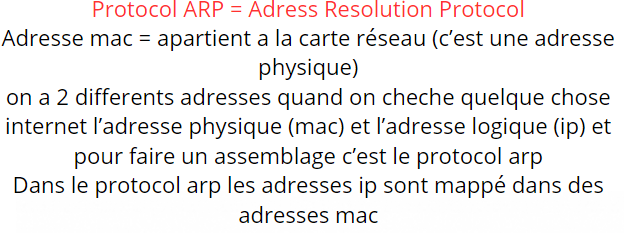 Protocol ARP = Adress Resolution Protocol
Adresse mac = apartient a la carte réseau (c’est une adresse
physique)
on a 2 differents adresses quand on cheche quelque chose
internet l’adresse physique (mac) et l’adresse logique (ip) et
pour faire un assemblage c’est le protocol arp
Dans le protocol arp les adresses ip sont mappé dans des
adresses mac